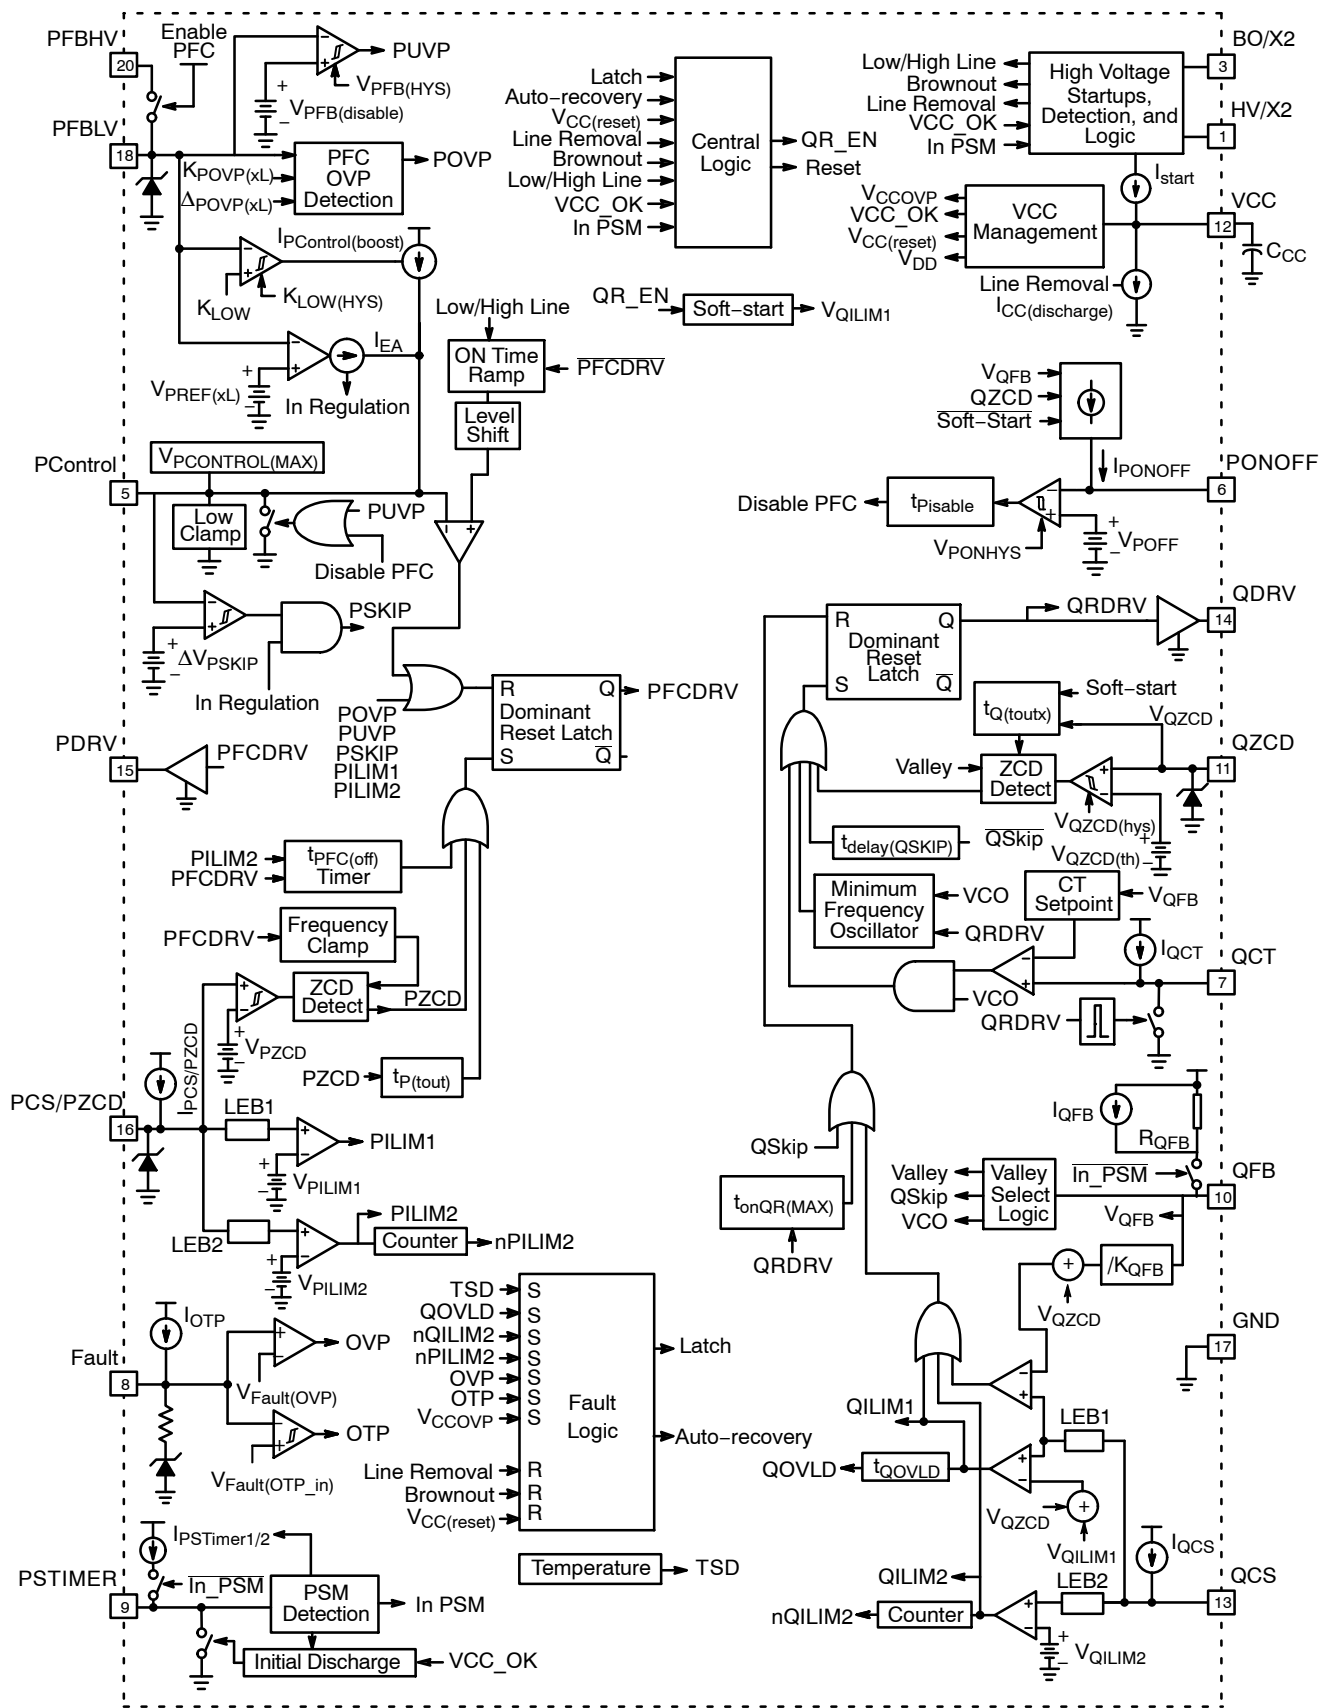 PFBHV
20
Enable
PFC
PUVP
VPFB(HYS)
+
−
VPFB(disable)
PFBLV
18
KPOVP(xL)
ΔPOVP(xL)
PFC
OVP
Detection
POVP
IPControl(boost)
KLOW
KLOW(HYS)
IEA
VPREF(xL)
In Regulation
Low/High Line
ON Time
Ramp
PFCDRV
Level
Shift
Latch
Auto−recovery
VCC(reset)
Line Removal
Brownout
Low/High Line
VCC_OK
In PSM
Central
Logic
QR_EN
Reset
QR_EN
Soft−start
VQILIM1
Low/High Line
Brownout
Line Removal
VCC_OK
In PSM
High Voltage
Startups,
Detection, and
Logic
BO/X2
3
HV/X2
1
Istart
VCCOVP
VCC_OK
VCC(reset)
VDD
VCC
Management
VCC
12
CCC
Line Removal
ICC(discharge)
VQFB
QZCD
Soft−Start
IPONOFF
PONOFF
6
Disable PFC
tPisable
VPONHYS
VPOFF
PControl
5
VPCONTROL(MAX)
Low
Clamp
PUVP
Disable PFC
ΔVPSKIP
PSKIP
In Regulation
POVP
PUVP
PSKIP
PILIM1
PILIM2
R
Q
Dominant
Reset Latch
S
Q
PFCDRV
PDRV
15
PFCDRV
PILIM2
PFCDRV
tPFC(off)
Timer
PFCDRV
Frequency
Clamp
ZCD
Detect
PZCD
VPZCD
PZCD
tP(tout)
IPCS/PZCD
PCS/PZCD
16
LEB1
PILIM1
VPILIM1
LEB2
PILIM2
Counter
nPILIM2
VPILIM2
R
Q
Dominant
Reset
Latch
S
Q
QRDRV
QDRV
14
tQ(toutx)
Soft−start
VQZCD
QZCD
11
Valley
ZCD
Detect
VQZCD(hys)
VQZCD(th)
tdelay(QSKIP)
QSkip
Minimum
Frequency
Oscillator
VCO
QRDRV
CT
Setpoint
VQFB
IQCT
QCT
7
VCO
QRDRV
IQFB
RQFB
QSkip
tonQR(MAX)
QRDRV
In_PSM
QFB
10
Valley
QSkip
VCO
Valley
Select
Logic
VQFB
/KQFB
+
VQZCD
GND
17
IOTP
Fault
8
OVP
VFault(OVP)
OTP
VFault(OTP_in)
TSD
QOVLD
nQILIM2
nPILIM2
OVP
OTP
VCCOVP
S
S
S
S
S
S
S
Fault
Logic
Latch
Auto−recovery
Line Removal
Brownout
VCC(reset)
R
R
R
Temperature
TSD
QILIM1
QOVLD
tQOVLD
LEB1
VQZCD
+
VQILIM1
IQCS
QCS
13
QILIM2
LEB2
nQILIM2
Counter
VQILIM2
IPSTimer1/2
PSTIMER
9
In_PSM
PSM
Detection
In PSM
Initial Discharge
VCC_OK